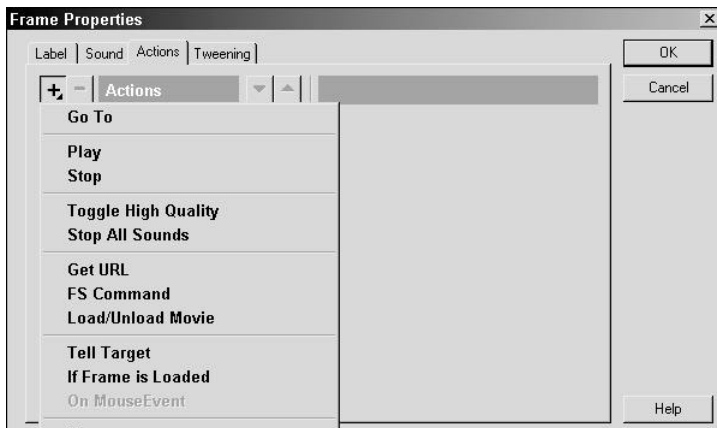 Frame Properties
Label Sound Actions Tweening
OK
+ - Actions
Cancel
Go To
Play
Stop
Toggle High Quality
Stop All Sounds
Get URL
FS Command
Load/Unload Movie
Tell Target
If Frame is Loaded
On MouseEvent
Help